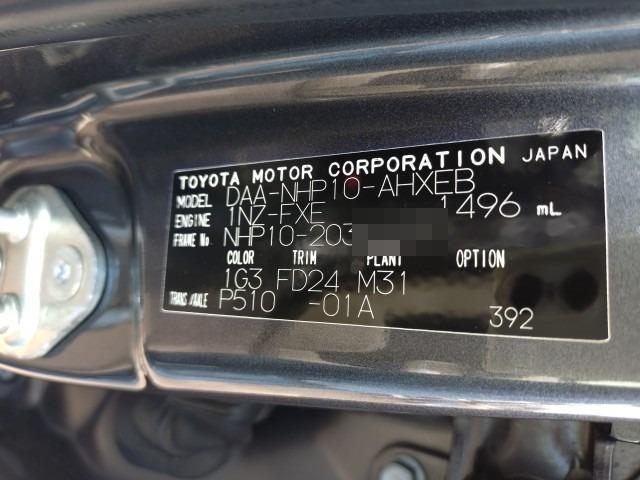 TOYOTA MOTOR CORPORATION JAPAN
MODEL DAA-NHP10-AHXEB
ENGINE 1NZ-FXE 1496 mL
FRAME No. NHP10-203
COLOR TRIM PLANT OPTION
1G3 FD24 M31
TRANS/AXLE P510 -01A 392